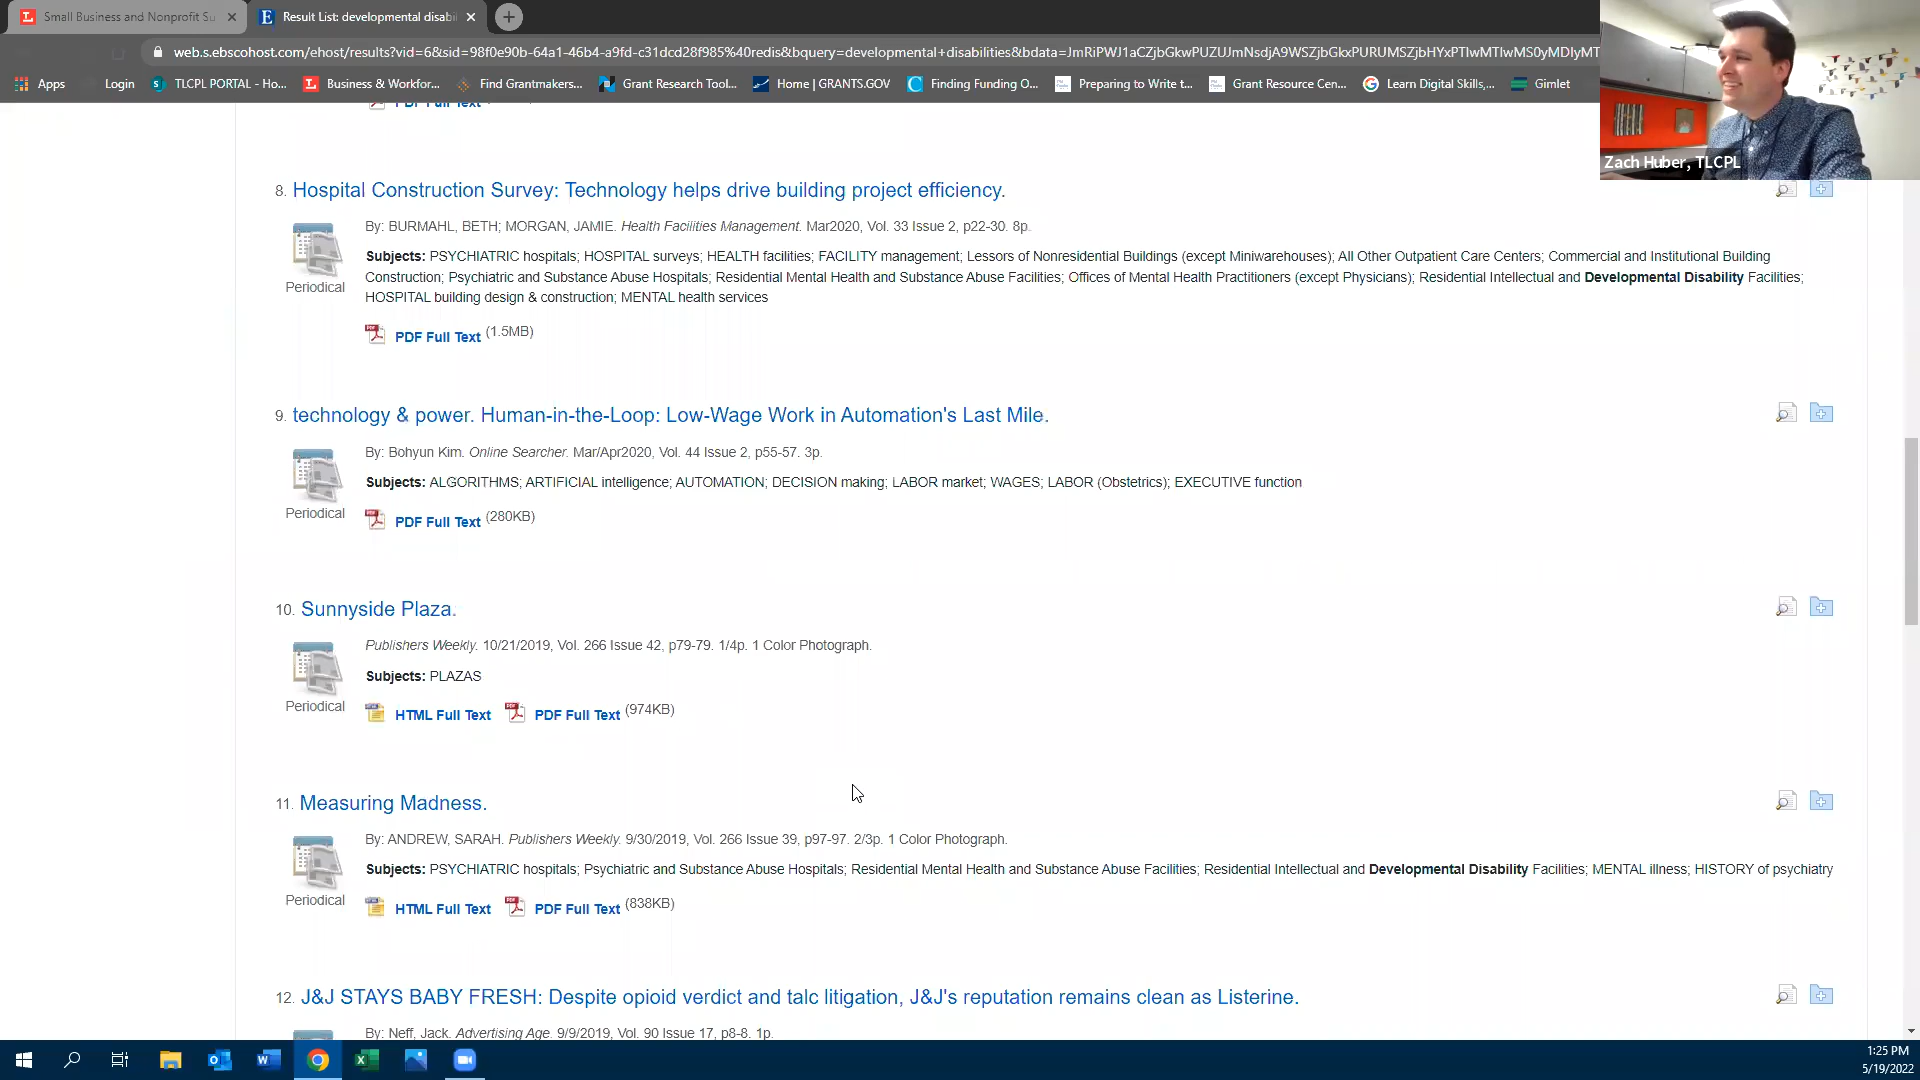 Small Business and Nonprofit Su
Result List: developmental disabi
web.s.ebscohost.com/ehost/results?vid=6&sid=98f0e90b-64a1-46b4-a9fd-c31dcd28f985%40redis&bquery=developmental+disabilities&bdata=JmRiPWJ1aCZjbGkwPUZUJmNsdjA9WSZjbGkxPURUMSZjbHYxPTIwMTIwMS0yMDIyMT
Apps Login TLCPL PORTAL - Ho... Business & Workfor... Find Grantmakers... Grant Research Tool... Home | GRANTS.GOV Finding Funding O... Preparing to Write t... Grant Resource Cen... Learn Digital Skills,... Gimlet
Zach Huber, TLCPL
PDF Full Text
8. Hospital Construction Survey: Technology helps drive building project efficiency.
By: BURMAHL, BETH; MORGAN, JAMIE. Health Facilities Management. Mar2020, Vol. 33 Issue 2, p22-30. 8p.
Subjects: PSYCHIATRIC hospitals; HOSPITAL surveys; HEALTH facilities; FACILITY management; Lessors of Nonresidential Buildings (except Miniwarehouses); All Other Outpatient Care Centers; Commercial and Institutional Building
Construction; Psychiatric and Substance Abuse Hospitals; Residential Mental Health and Substance Abuse Facilities; Offices of Mental Health Practitioners (except Physicians); Residential Intellectual and Developmental Disability Facilities;
HOSPITAL building design & construction; MENTAL health services
Periodical
PDF Full Text (1.5MB)
9. technology & power. Human-in-the-Loop: Low-Wage Work in Automation's Last Mile.
By: Bohyun Kim. Online Searcher. Mar/Apr2020, Vol. 44 Issue 2, p55-57. 3p.
Subjects: ALGORITHMS; ARTIFICIAL intelligence; AUTOMATION; DECISION making; LABOR market; WAGES; LABOR (Obstetrics); EXECUTIVE function
Periodical
PDF Full Text (280KB)
10. Sunnyside Plaza.
Publishers Weekly. 10/21/2019, Vol. 266 Issue 42, p79-79. 1/4p. 1 Color Photograph.
Subjects: PLAZAS
Periodical
HTML Full Text PDF Full Text (974KB)
11. Measuring Madness.
By: ANDREW, SARAH. Publishers Weekly. 9/30/2019, Vol. 266 Issue 39, p97-97. 2/3p. 1 Color Photograph.
Subjects: PSYCHIATRIC hospitals; Psychiatric and Substance Abuse Hospitals; Residential Mental Health and Substance Abuse Facilities; Residential Intellectual and Developmental Disability Facilities; MENTAL illness; HISTORY of psychiatry
Periodical
HTML Full Text PDF Full Text (838KB)
12. J&J STAYS BABY FRESH: Despite opioid verdict and talc litigation, J&J's reputation remains clean as Listerine.
By: Neff, Jack. Advertising Age. 9/9/2019, Vol. 90 Issue 17, p8-8. 1p.
1:25 PM
5/19/2022